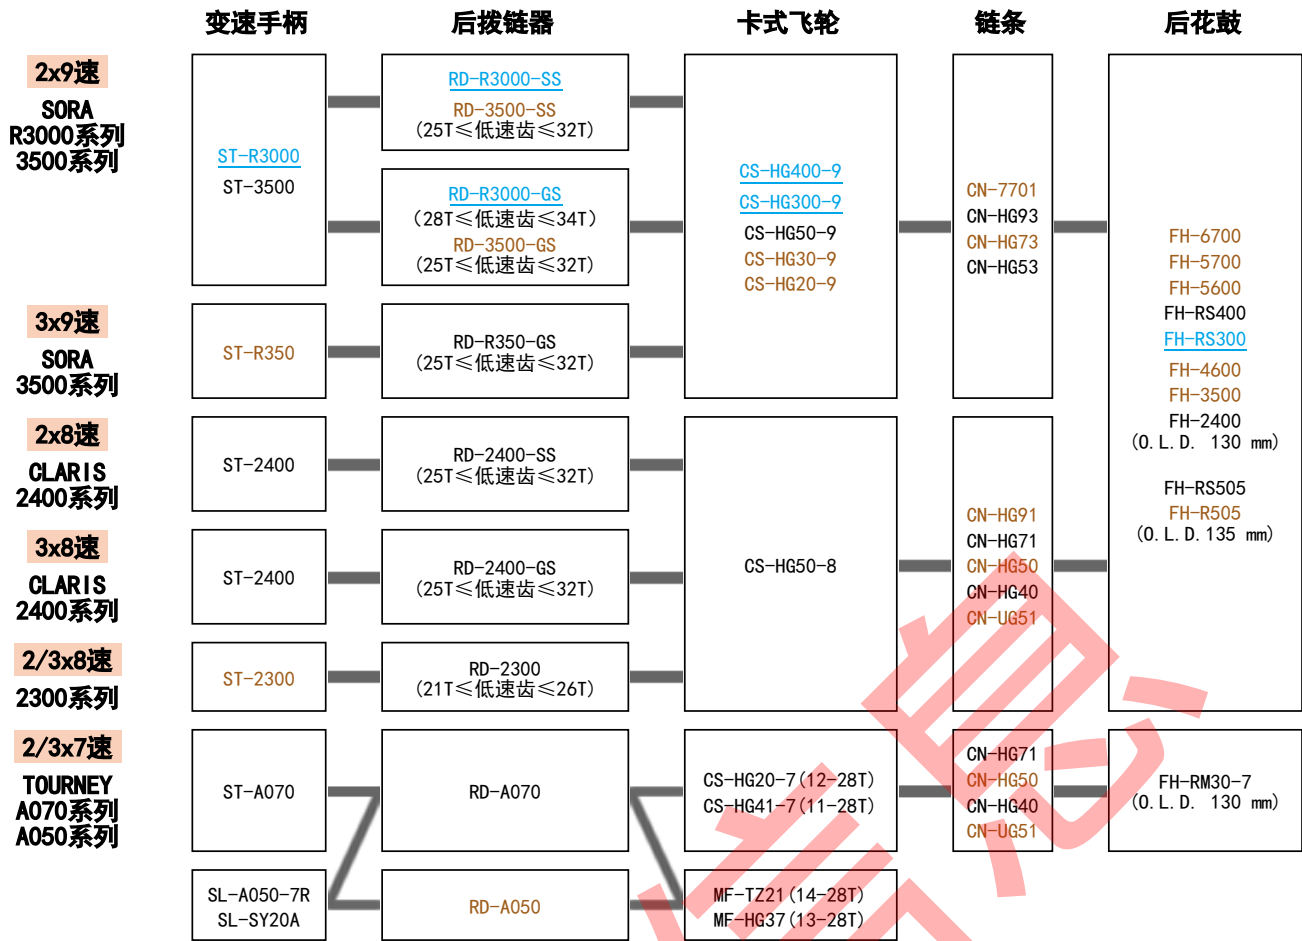 变速手柄 后拨链器 卡式飞轮 链条 后花鼓
2x9速
SORA
R3000系列
3500系列
ST-R3000
ST-3500
RD-R3000-SS
RD-3500-SS
(25T≤低速齿≤32T)
RD-R3000-GS
(28T≤低速齿≤34T)
RD-3500-GS
(25T≤低速齿≤32T)
CS-HG400-9
CS-HG300-9
CS-HG50-9
CS-HG30-9
CS-HG20-9
CN-7701
CN-HG93
CN-HG73
CN-HG53
FH-6700
FH-5700
FH-5600
FH-RS400
FH-RS300
FH-4600
FH-3500
FH-2400
(O.L.D. 130 mm)
FH-RS505
FH-R505
(O.L.D.135 mm)
3x9速
SORA
3500系列
ST-R350
RD-R350-GS
(25T≤低速齿≤32T)
2x8速
CLARIS
2400系列
ST-2400
RD-2400-SS
(25T≤低速齿≤32T)
CS-HG50-8
CN-HG91
CN-HG71
CN-HG50
CN-HG40
CN-UG51
3x8速
CLARIS
2400系列
ST-2400
RD-2400-GS
(25T≤低速齿≤32T)
2/3x8速
2300系列
ST-2300
RD-2300
(21T≤低速齿≤26T)
2/3x7速
TOURNEY
A070系列
A050系列
ST-A070
RD-A070
CS-HG20-7(12-28T)
CS-HG41-7(11-28T)
CN-HG71
CN-HG50
CN-HG40
CN-UG51
FH-RM30-7
(O.L.D. 130 mm)
SL-A050-7R
SL-SY20A
RD-A050
MF-TZ21(14-28T)
MF-HG37(13-28T)
信息